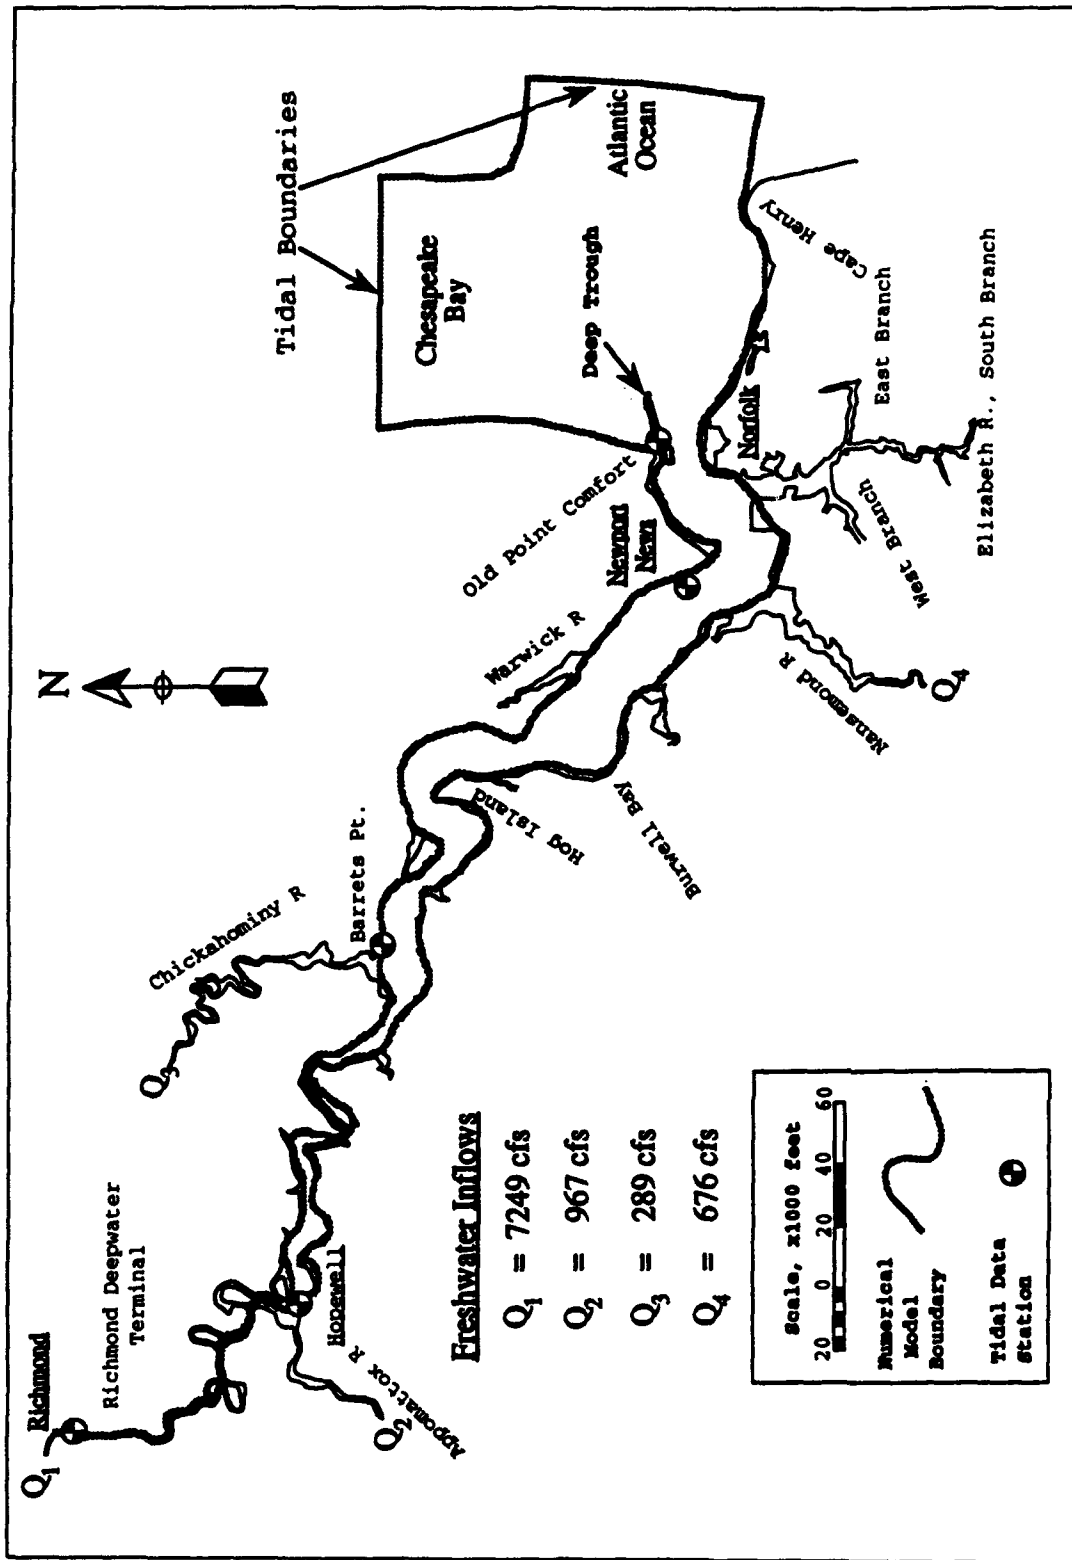 N
Tidal Boundaries
Chesapeake
Bay
Atlantic
Ocean
Deep Trough
Cape Henry
Old Point Comfort
Newport
News
Norfolk
East Branch
Elizabeth R., South Branch
West Branch
Nansemond R
Q4
Warwick R
Burwell Bay
Hog Island
Barrets Pt.
Chickahominy R
Q3
Richmond
Q1
Richmond Deepwater
Terminal
Hopewell
Appomattox R
Q2
Freshwater Inflows
Q1 = 7249 cfs
Q2 = 967 cfs
Q3 = 289 cfs
Q4 = 676 cfs
Scale, x1000 feet
20 0 20 40 60
Numerical
Model
Boundary
Tidal Data
Station